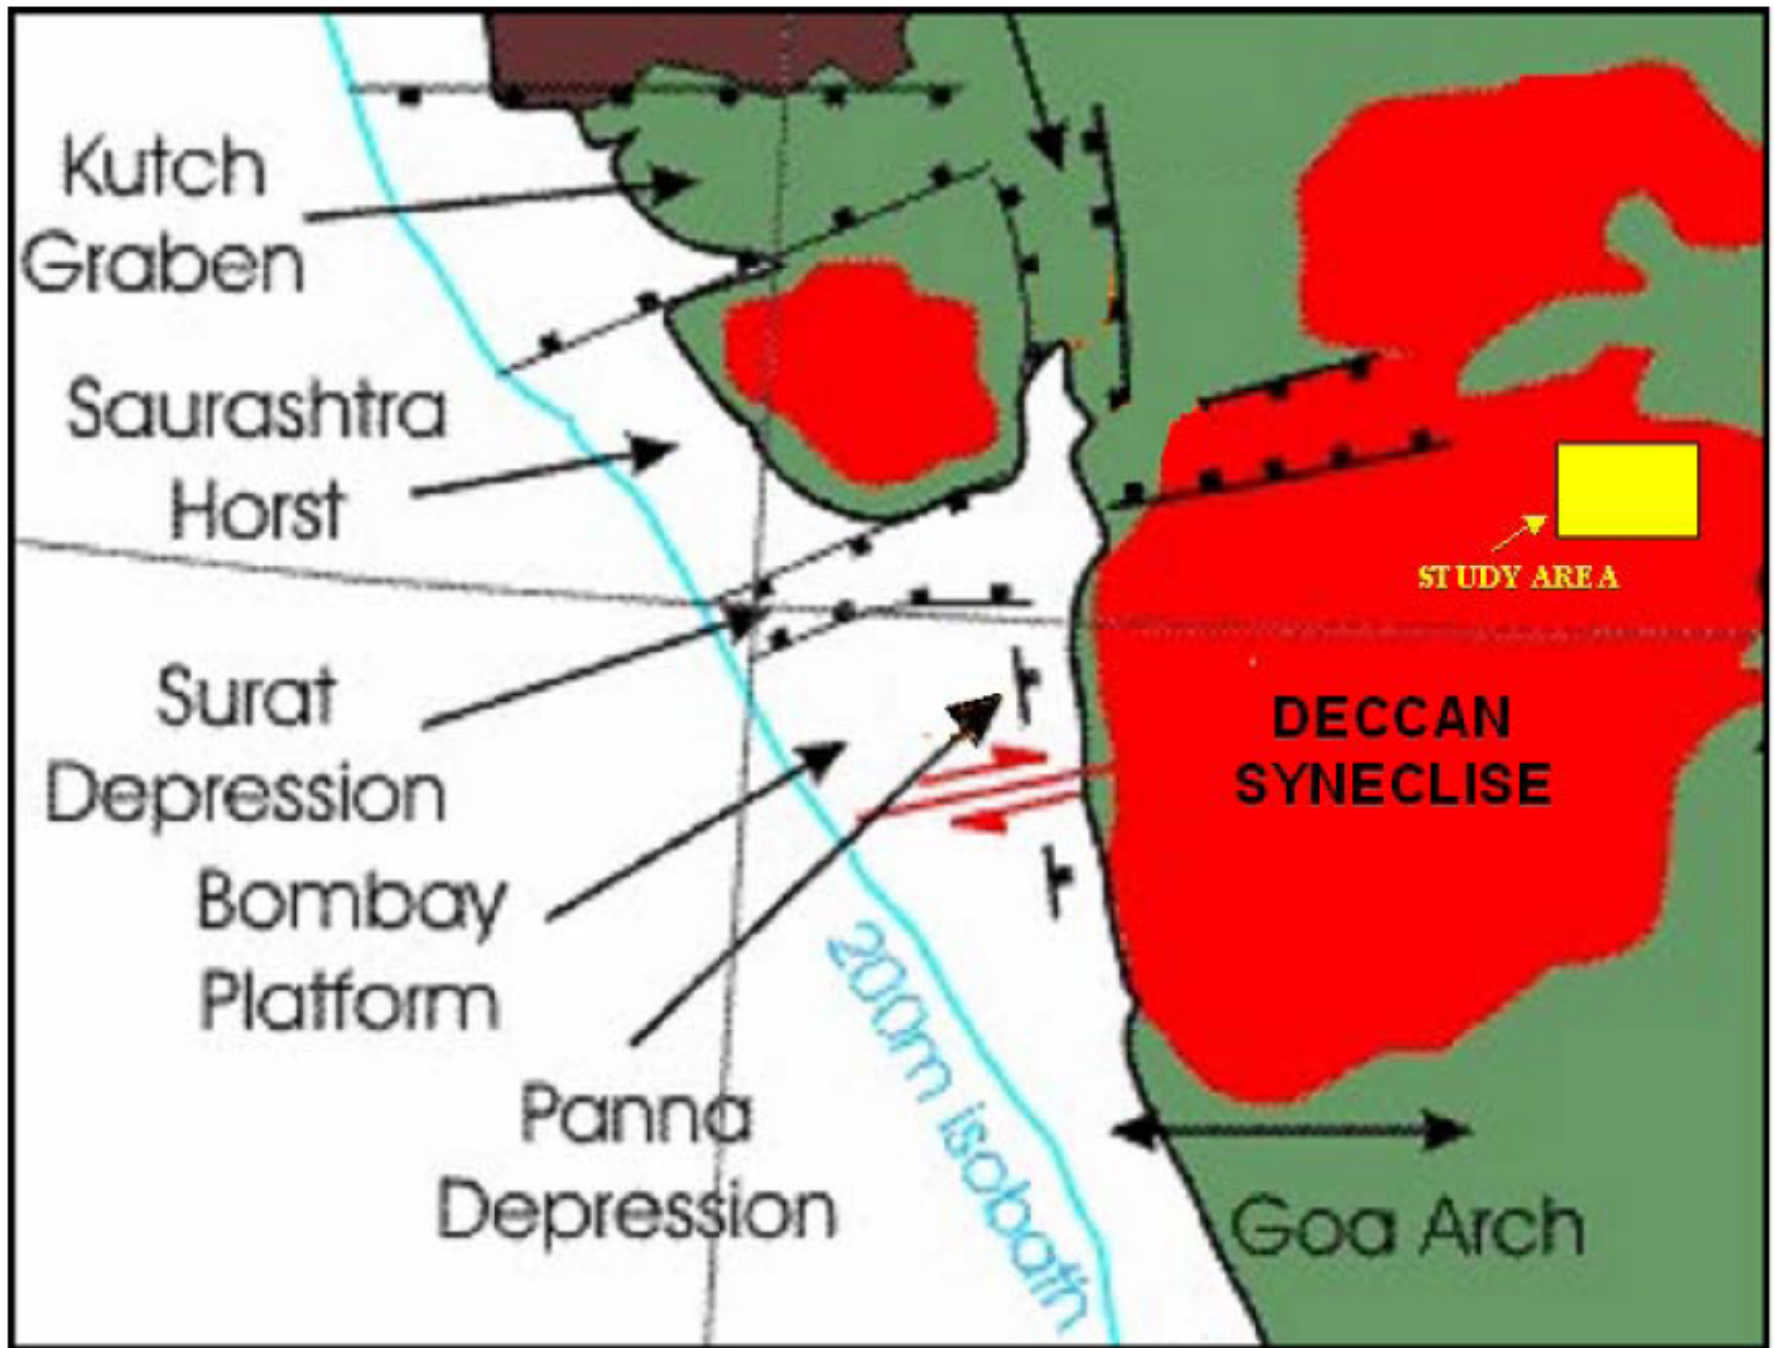 Kutch
Graben
Saurashtra
Horst
STUDY AREA
Surat
Depression
DECCAN
SYNECLISE
Bombay
Platform
200m isobath
Panna
Depression
Goa Arch